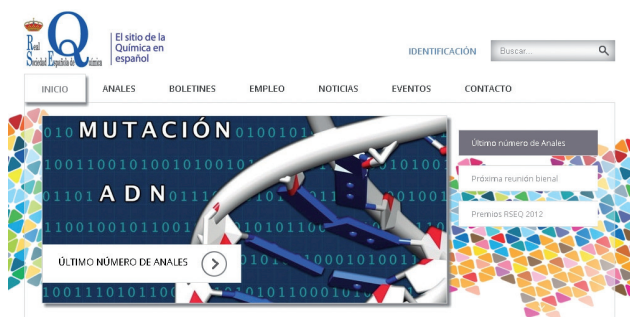 Real
Sociedad Española de Química
Q
El sitio de la
Química en
español
IDENTIFICACIÓN
Buscar...
INICIO
ANALES
BOLETINES
EMPLEO
NOTICIAS
EVENTOS
CONTACTO
MUTACIÓN
ADN
ÚLTIMO NÚMERO DE ANALES
Último número de Anales
Próxima reunión bienal
Premios RSEQ 2012